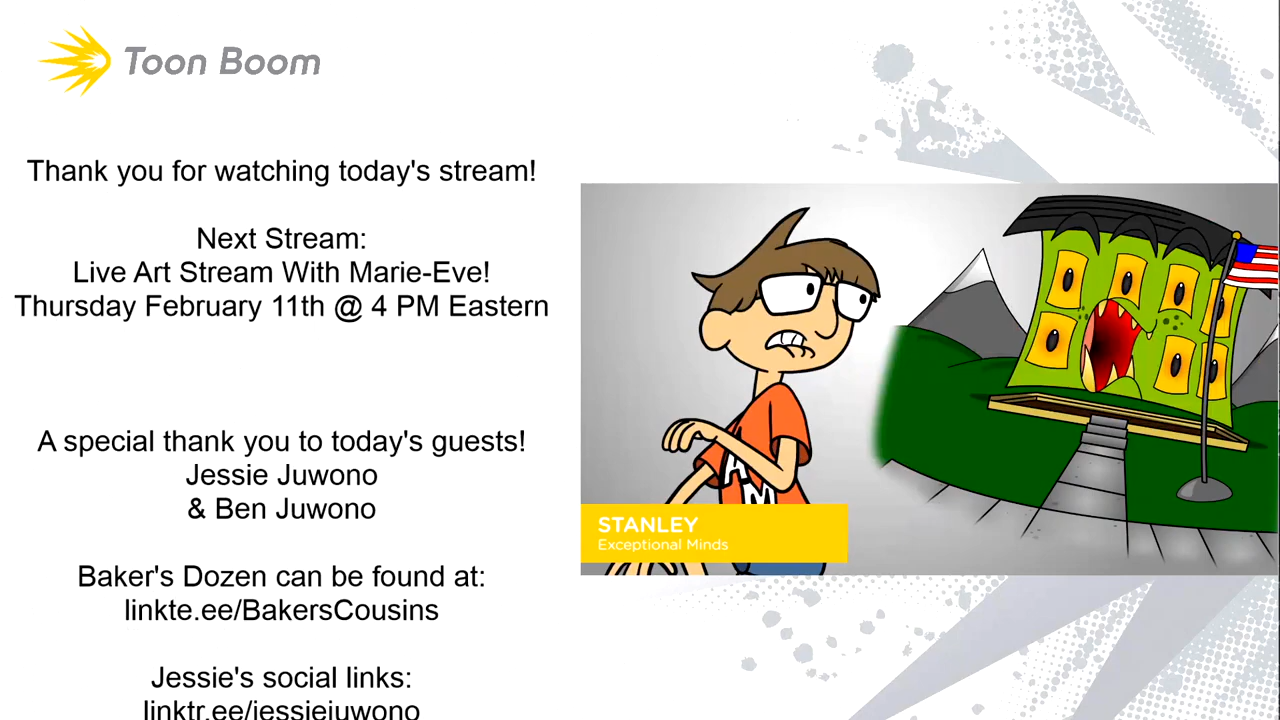 Toon Boom
Thank you for watching today's stream!
Next Stream:
Live Art Stream With Marie-Eve!
Thursday February 11th @ 4 PM Eastern
A special thank you to today's guests!
Jessie Juwono
& Ben Juwono
Baker's Dozen can be found at:
linkte.ee/BakersCousins
Jessie's social links:
linktr.ee/jessiejuwono
AM
STANLEY
Exceptional Minds